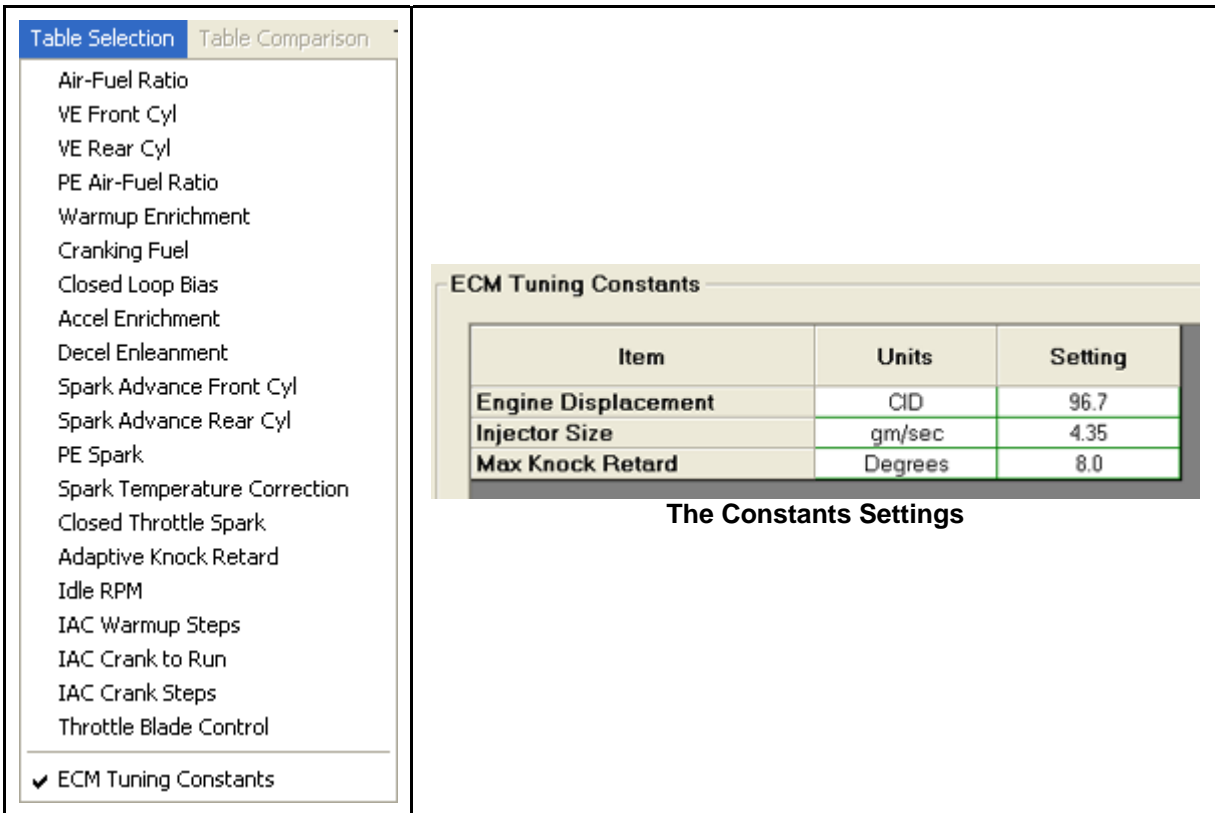 Table Selection Table Comparison
Air-Fuel Ratio
VE Front Cyl
VE Rear Cyl
PE Air-Fuel Ratio
Warmup Enrichment
Cranking Fuel
Closed Loop Bias
Accel Enrichment
Decel Enleanment
Spark Advance Front Cyl
Spark Advance Rear Cyl
PE Spark
Spark Temperature Correction
Closed Throttle Spark
Adaptive Knock Retard
Idle RPM
IAC Warmup Steps
IAC Crank to Run
IAC Crank Steps
Throttle Blade Control
ECM Tuning Constants
ECM Tuning Constants
Item Units Setting
Engine Displacement CID 96.7
Injector Size gm/sec 4.35
Max Knock Retard Degrees 8.0
The Constants Settings